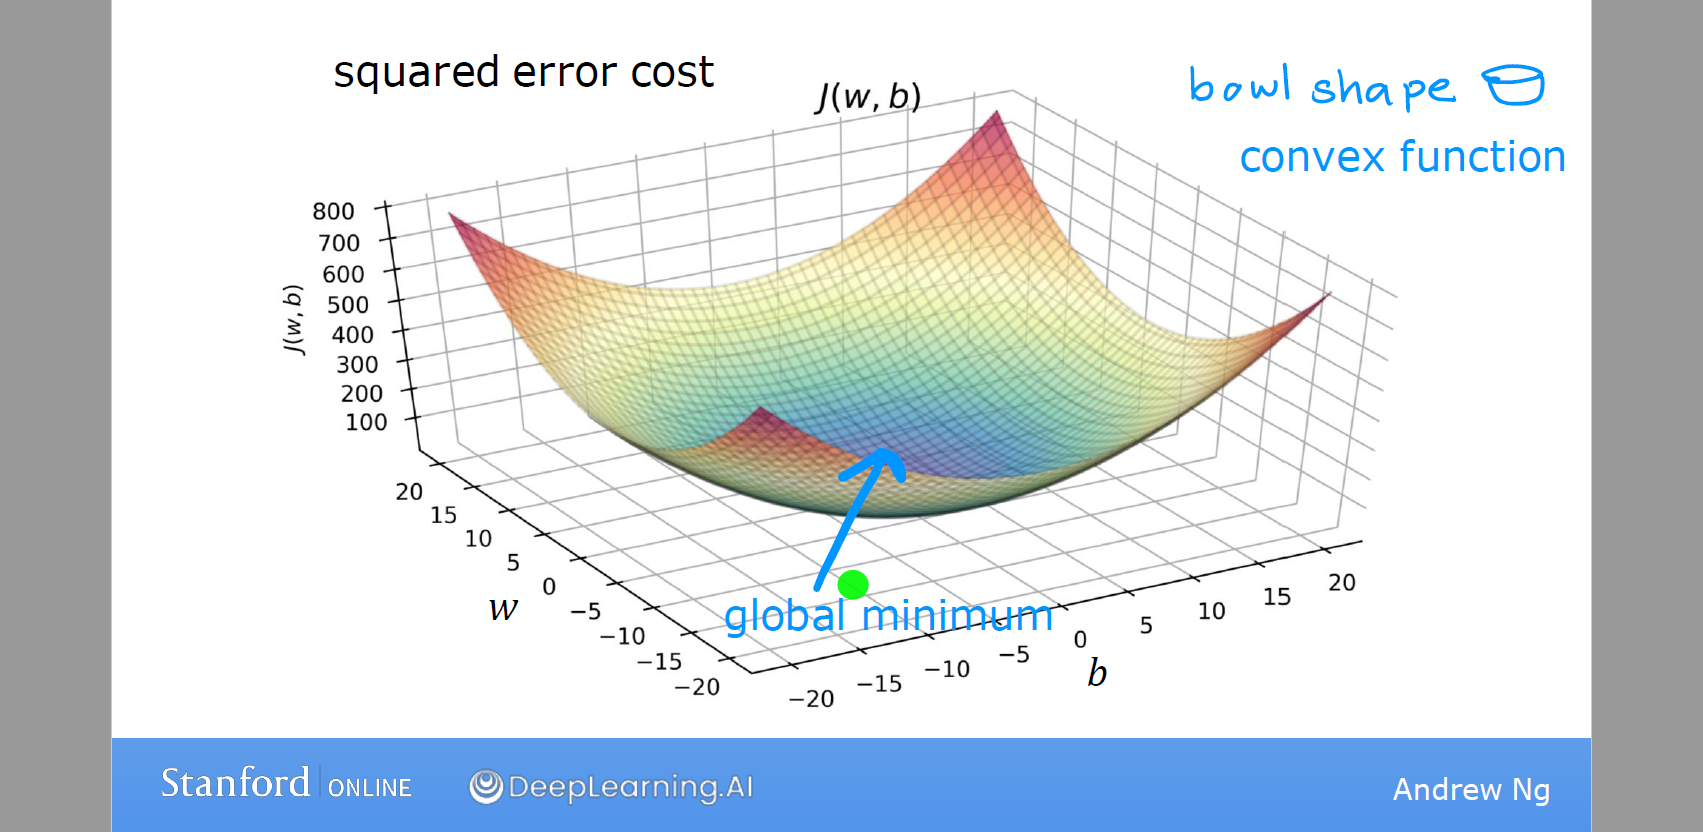 squared error cost
J(w, b)
bowl shape
convex function
800
700
600
500
400
300
200
100
J(w, b)
20
15
10
5
0
−5
−10
−15
−20
w
global minimum
−20
−15
−10
−5
0
5
10
15
20
b
Stanford ONLINE
DeepLearning.AI
Andrew Ng